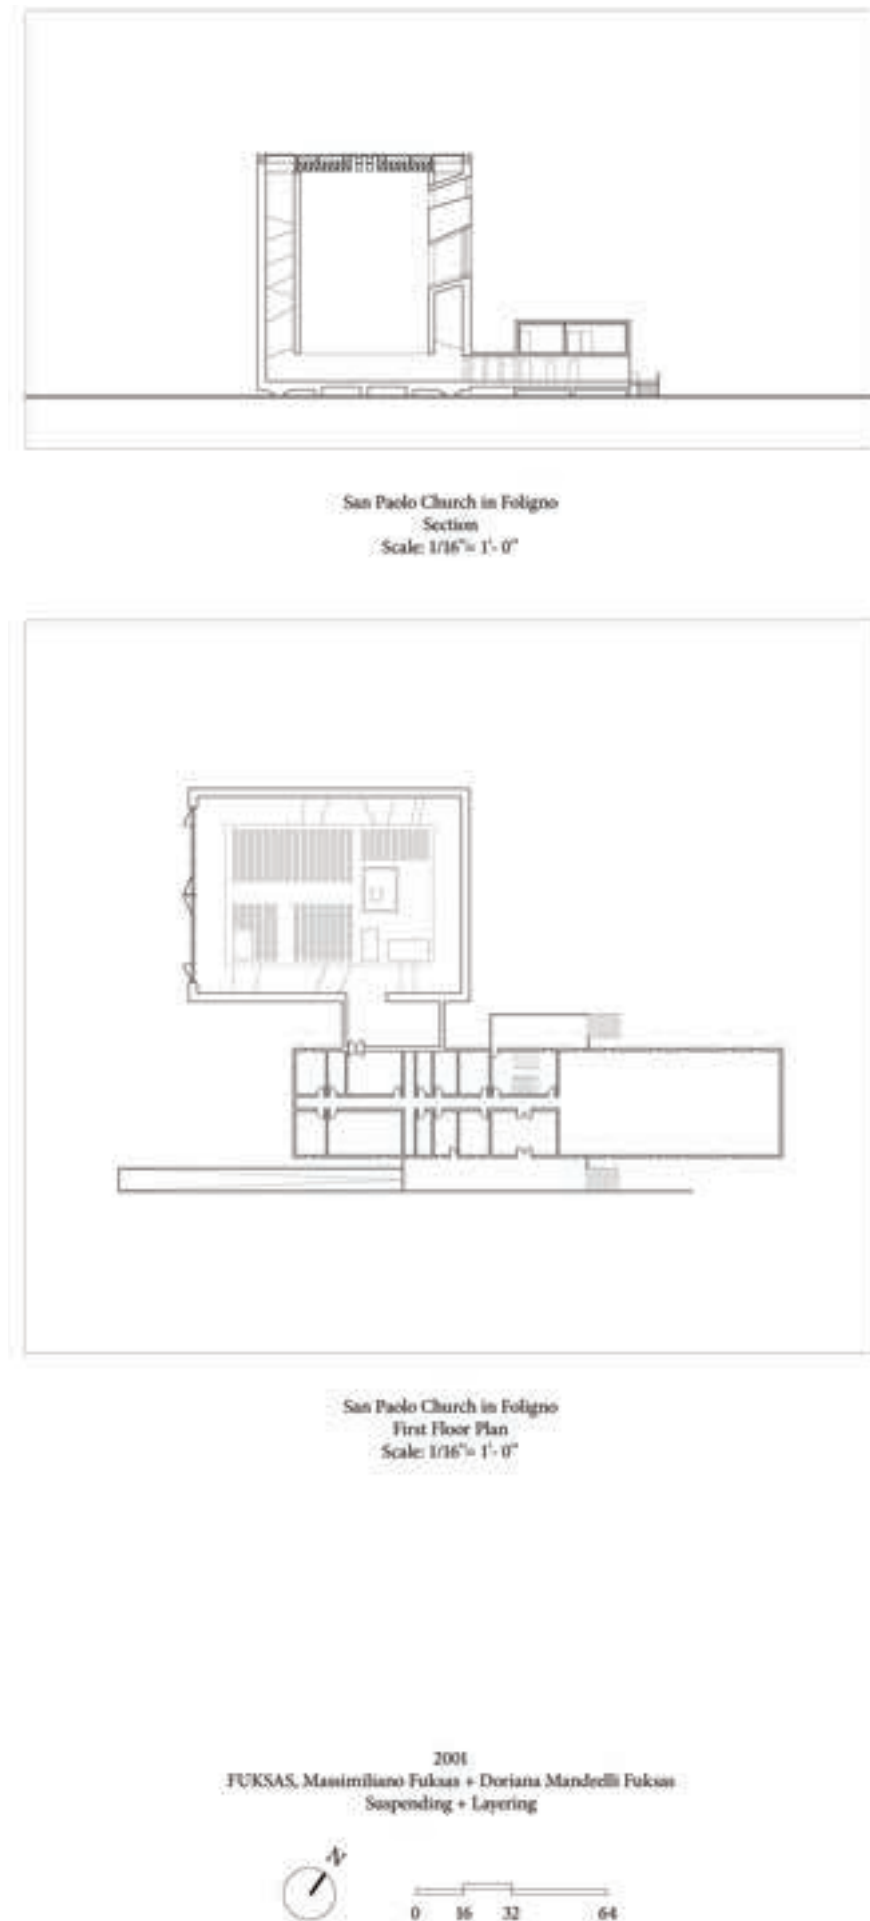 San Paolo Church in Foligno
Section
Scale: 1/16"= 1'- 0"
San Paolo Church in Foligno
First Floor Plan
Scale: 1/16"= 1'- 0"
2001
FUKSAS, Massimiliano Fuksas + Doriana Mandrelli Fuksas
Suspending + Layering
N
0 16 32 64